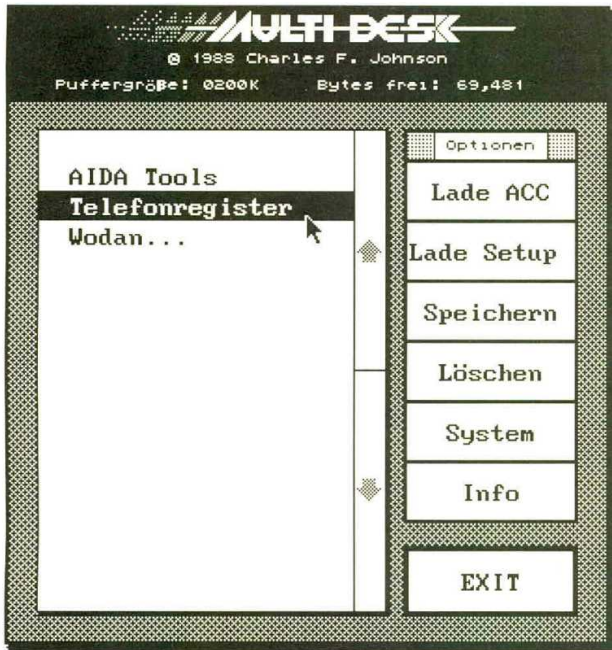 MULTI-DESK
© 1988 Charles F. Johnson
Puffergröße: 0200K Bytes frei: 69,481
AIDA Tools
Telefonregister
Wodan...
Optionen
Lade ACC
Lade Setup
Speichern
Löschen
System
Info
EXIT